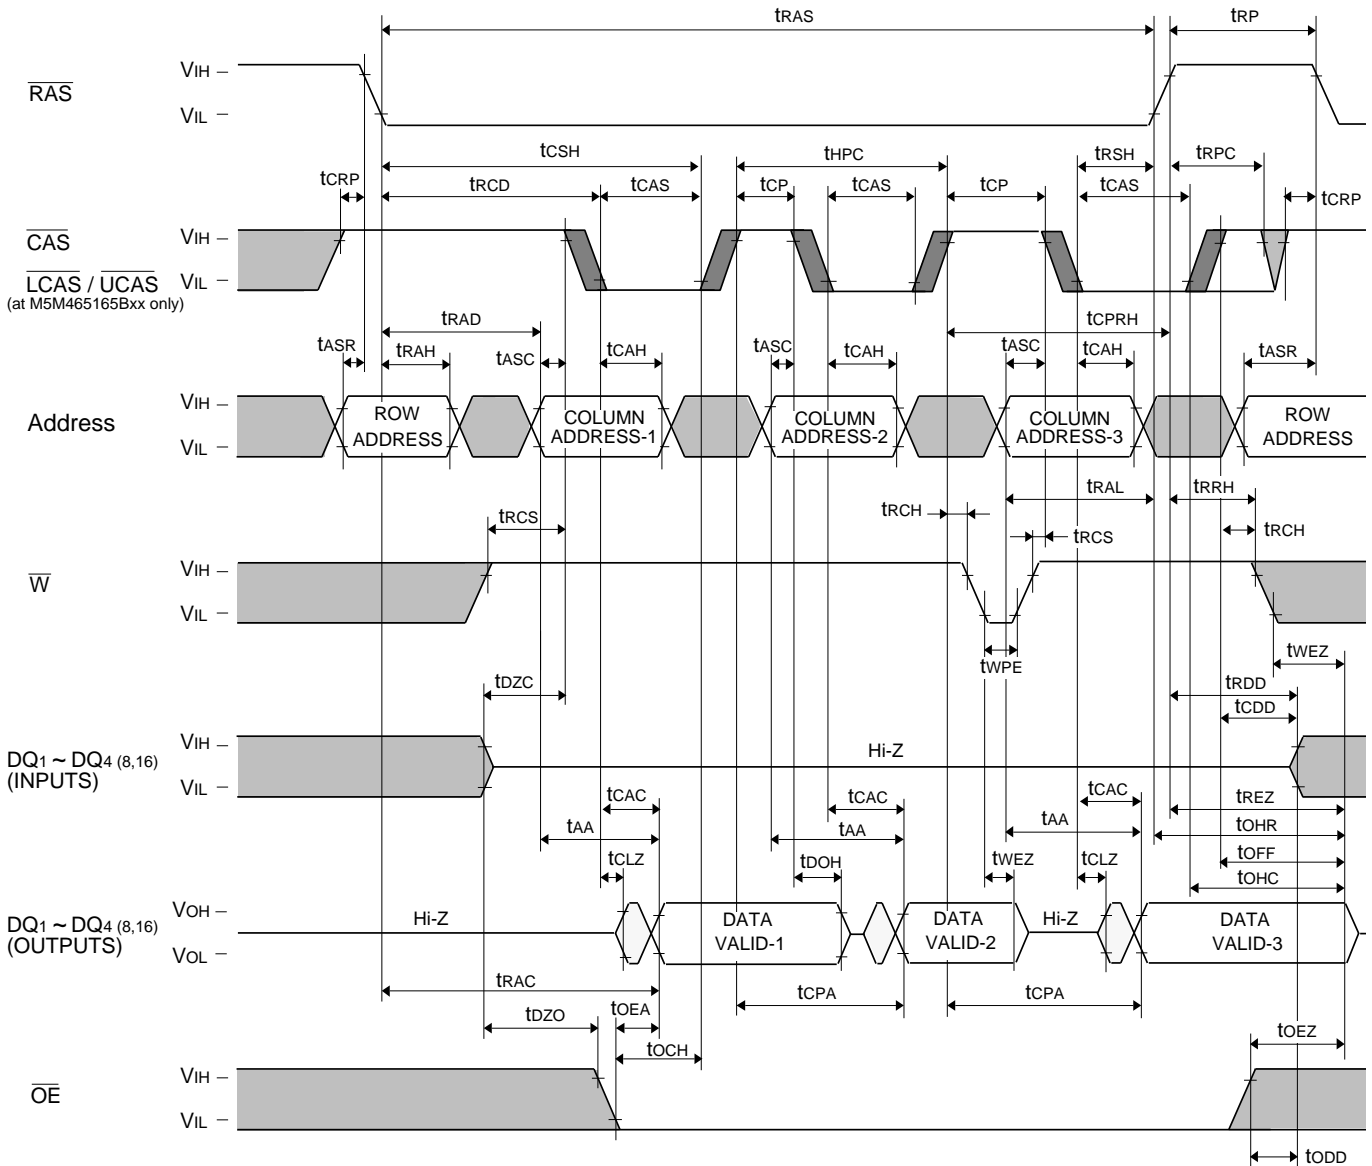 tRAS
tRP
RAS
VIH
VIL
tCSH
tHPC
tRSH
tRPC
tCRP
tRCD
tCAS
tCP
tCAS
tCP
tCAS
tCRP
CAS
LCAS / UCAS
(at M5M465165Bxx only)
VIH
VIL
tRAD
tCPRH
tASR
tRAH
tASC
tCAH
tASC
tCAH
tASC
tCAH
tASR
Address
VIH
VIL
ROW
ADDRESS
COLUMN
ADDRESS-1
COLUMN
ADDRESS-2
COLUMN
ADDRESS-3
ROW
ADDRESS
tRAL
tRRH
tRCS
tRCH
tRCS
tRCH
W
VIH
VIL
tWPE
tWEZ
tDZC
tRDD
tCDD
DQ1 ~ DQ4 (8,16)
(INPUTS)
VIH
VIL
Hi-Z
tCAC
tCAC
tCAC
tREZ
tAA
tAA
tAA
tOHR
tCLZ
tDOH
tWEZ
tCLZ
tOFF
tOHC
DQ1 ~ DQ4 (8,16)
(OUTPUTS)
VOH
VOL
Hi-Z
DATA
VALID-1
DATA
VALID-2
Hi-Z
DATA
VALID-3
tRAC
tCPA
tCPA
tDZO
tOEA
tOCH
tOEZ
OE
VIH
VIL
tODD